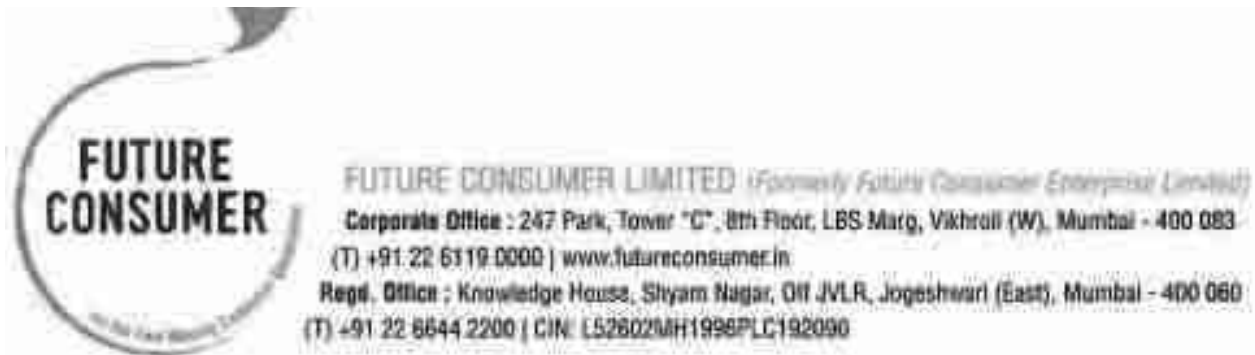 FUTURE
CONSUMER
FUTURE CONSUMER LIMITED (Formerly Future Consumer Enterprise Limited)
Corporate Office : 247 Park, Tower "C", 8th Floor, LBS Marg, Vikhroli (W), Mumbai - 400 083
(T) +91 22 6119 0000 | www.futureconsumer.in
Regd. Office : Knowledge House, Shyam Nagar, Off JVLR, Jogeshwari (East), Mumbai - 400 060
(T) +91 22 6644 2200 | CIN: L52602MH1996PLC192090